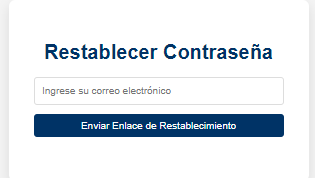 Restablecer Contraseña
Ingrese su correo electrónico
Enviar Enlace de Restablecimiento